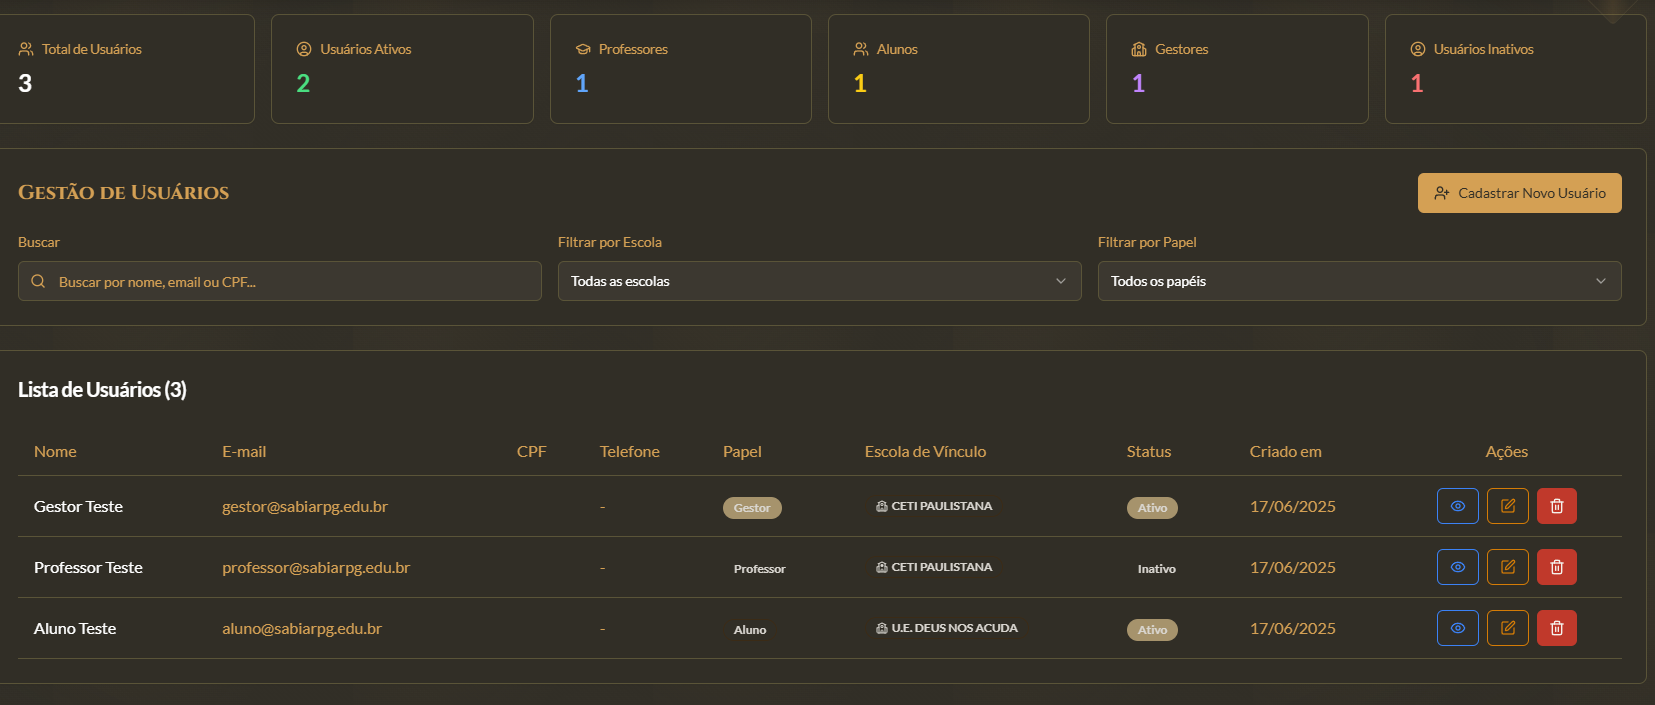 Total de Usuários Usuários Ativos Professores Alunos Gestores Usuários Inativos
3 2 1 1 1 1
Gestão de Usuários Cadastrar Novo Usuário
Buscar Filtrar por Escola Filtrar por Papel
Buscar por nome, email ou CPF... Todas as escolas Todos os papéis
Lista de Usuários (3)
Nome E-mail CPF Telefone Papel Escola de Vínculo Status Criado em Ações
Gestor Teste gestor@sabiarpg.edu.br - Gestor CETI PAULISTANA Ativo 17/06/2025
Professor Teste professor@sabiarpg.edu.br - Professor CETI PAULISTANA Inativo 17/06/2025
Aluno Teste aluno@sabiarpg.edu.br - Aluno U.E. DEUS NOS ACUDA Ativo 17/06/2025